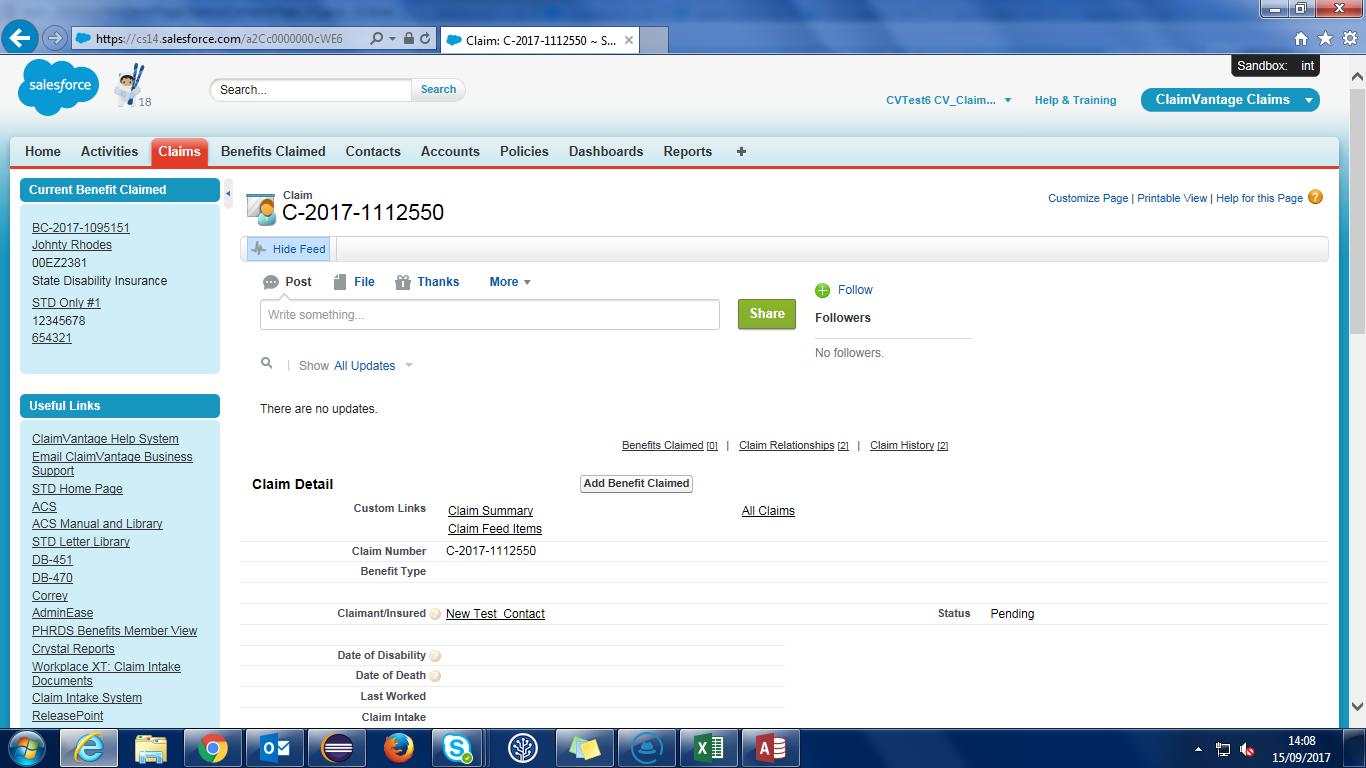 https://cs14.salesforce.com/a2Cc0000000cWE6
Claim: C-2017-1112550 ~ S...
Sandbox: int
salesforce
18
Search...
Search
CVTest6 CV_Claim...
Help & Training
ClaimVantage Claims
Home
Activities
Claims
Benefits Claimed
Contacts
Accounts
Policies
Dashboards
Reports
+
Current Benefit Claimed
BC-2017-1095151
Johnty Rhodes
00EZ2381
State Disability Insurance
STD Only #1
12345678
654321
Useful Links
ClaimVantage Help System
Email ClaimVantage Business
Support
STD Home Page
ACS
ACS Manual and Library
STD Letter Library
DB-451
DB-470
Correy
AdminEase
PHRDS Benefits Member View
Crystal Reports
Workplace XT: Claim Intake
Documents
Claim Intake System
ReleasePoint
Claim
C-2017-1112550
Customize Page | Printable View | Help for this Page
Hide Feed
Post
File
Thanks
More
Write something...
Share
Follow
Followers
No followers.
Show All Updates
There are no updates.
Benefits Claimed [0] | Claim Relationships [2] | Claim History [2]
Claim Detail
Add Benefit Claimed
Custom Links
Claim Summary
All Claims
Claim Feed Items
Claim Number C-2017-1112550
Benefit Type
Claimant/Insured New Test Contact
Status Pending
Date of Disability
Date of Death
Last Worked
Claim Intake
14:08
15/09/2017